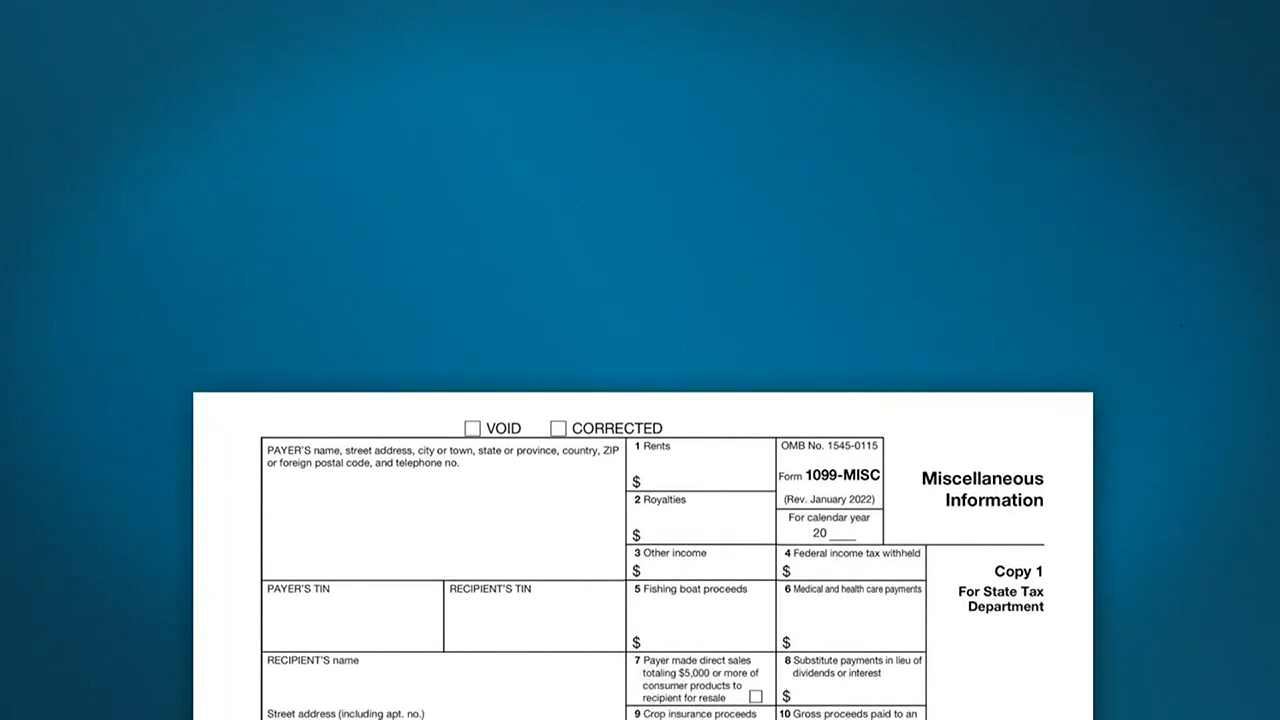 VOID
CORRECTED
PAYER'S name, street address, city or town, state or province, country, ZIP
or foreign postal code, and telephone no.
1 Rents
$
OMB No. 1545-0115
Form 1099-MISC
(Rev. January 2022)
For calendar year
20 ____
Miscellaneous
Information
2 Royalties
$
3 Other income
$
4 Federal income tax withheld
$
Copy 1
For State Tax
Department
PAYER'S TIN
RECIPIENT'S TIN
5 Fishing boat proceeds
$
6 Medical and health care payments
$
RECIPIENT'S name
7 Payer made direct sales
totaling $5,000 or more of
consumer products to
recipient for resale
8 Substitute payments in lieu of
dividends or interest
$
Street address (including apt. no.)
9 Crop insurance proceeds
10 Gross proceeds paid to an